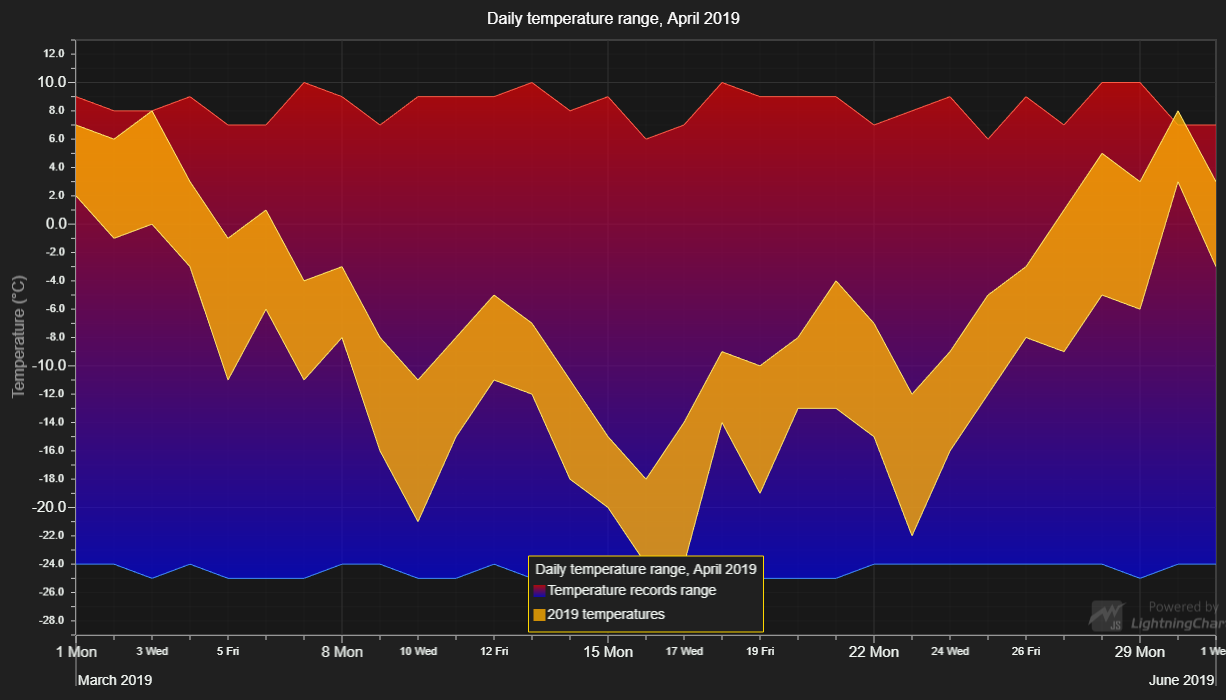 Daily temperature range, April 2019
12.0
10.0
8.0
6.0
4.0
2.0
0.0
-2.0
-4.0
-6.0
-8.0
-10.0
-12.0
-14.0
-16.0
-18.0
-20.0
-22.0
-24.0
-26.0
-28.0
Temperature (°C)
Daily temperature range, April 2019
Temperature records range
2019 temperatures
Powered by
JS LightningChar
1 Mon 3 Wed 5 Fri 8 Mon 10 Wed 12 Fri 15 Mon 17 Wed 19 Fri 22 Mon 24 Wed 26 Fri 29 Mon 1 We
March 2019 June 2019